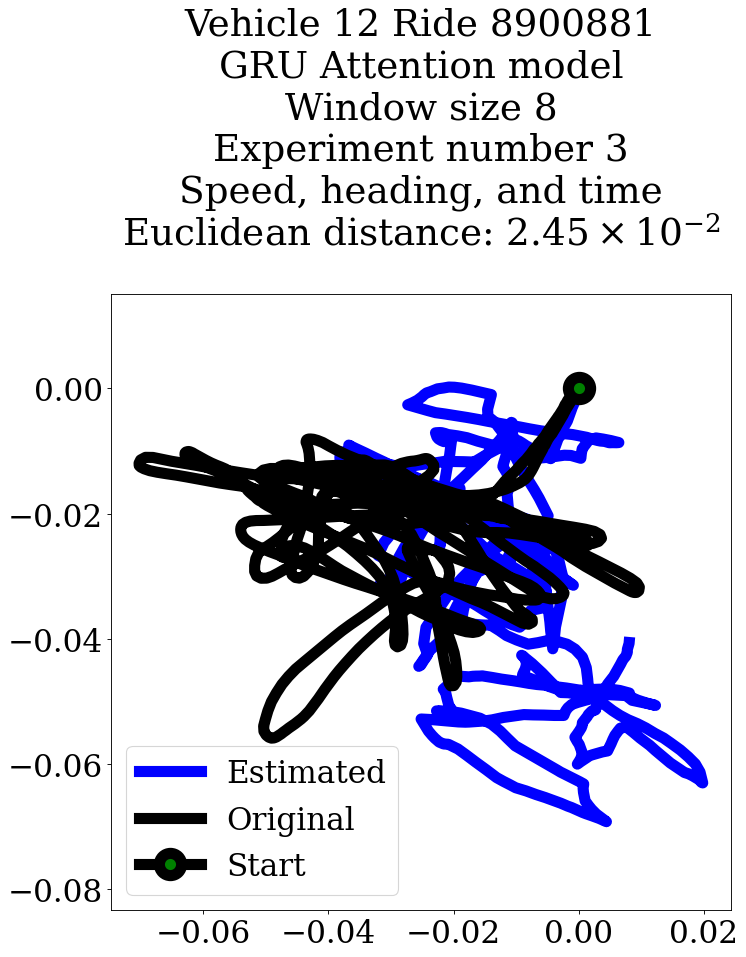 Vehicle 12 Ride 8900881
GRU Attention model
Window size 8
Experiment number 3
Speed, heading, and time
Euclidean distance: 2.45 × 10⁻²
0.00
−0.02
−0.04
−0.06
−0.08
Estimated
Original
Start
−0.06 −0.04 −0.02 0.00 0.02